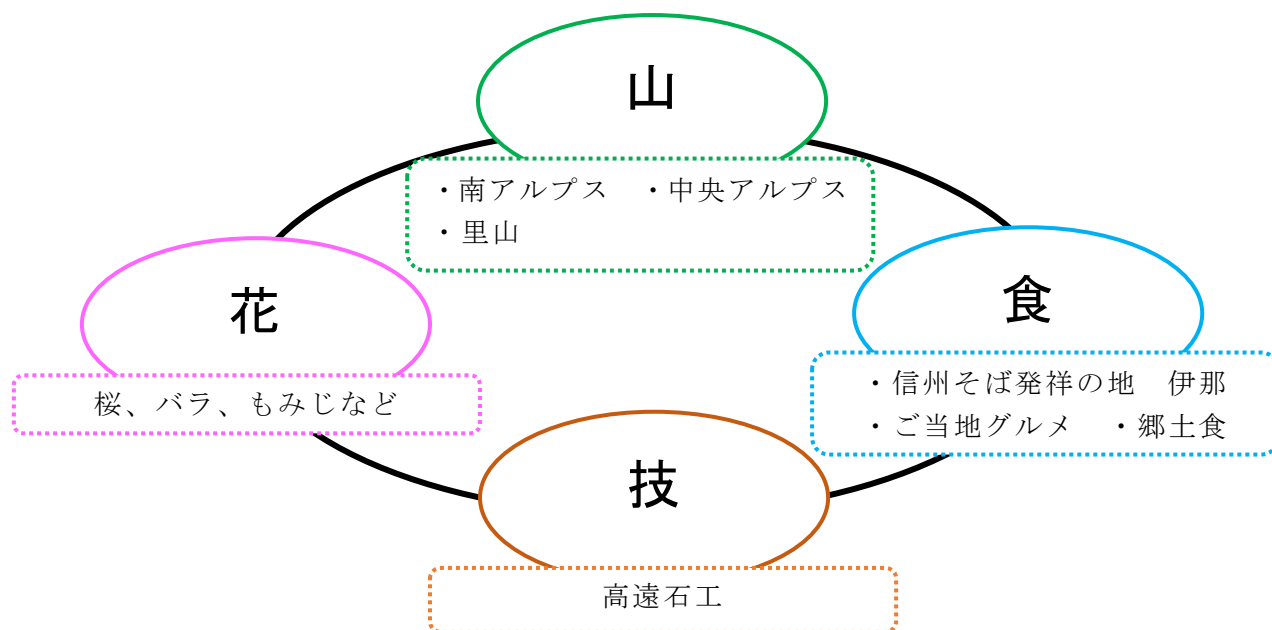 山
・南アルプス　・中央アルプス
・里山
花
桜、バラ、もみじなど
食
・信州そば発祥の地　伊那
・ご当地グルメ　・郷土食
技
高遠石工